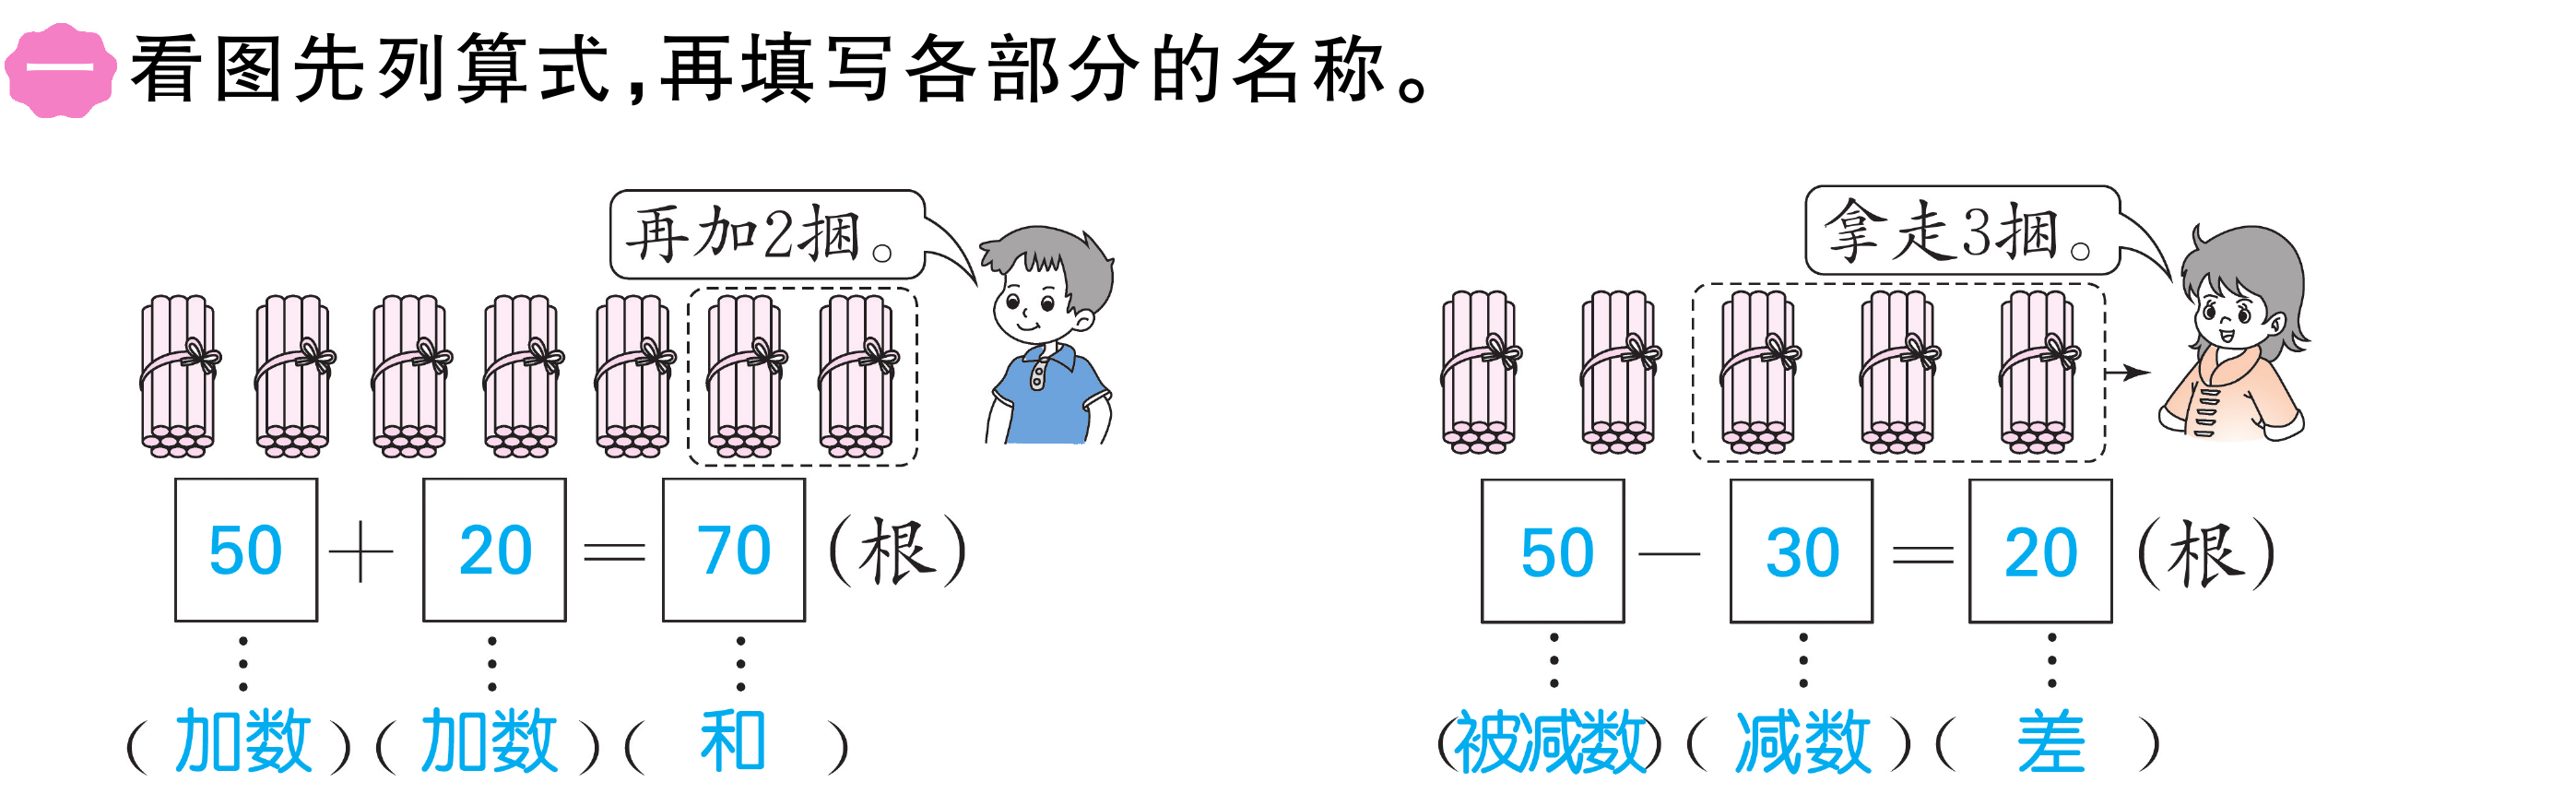 一 看图先列算式,再填写各部分的名称。
再加2捆。
50 + 20 = 70 (根)
(加数)(加数)(和)
拿走3捆。
50 — 30 = 20 (根)
(被减数)(减数)(差)